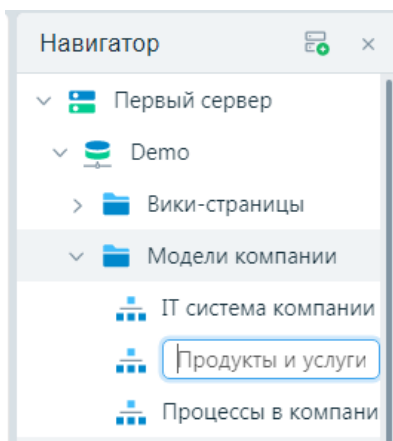 Навигатор
Первый сервер
Demo
Вики-страницы
Модели компании
IT система компании
Продукты и услуги
Процессы в компани